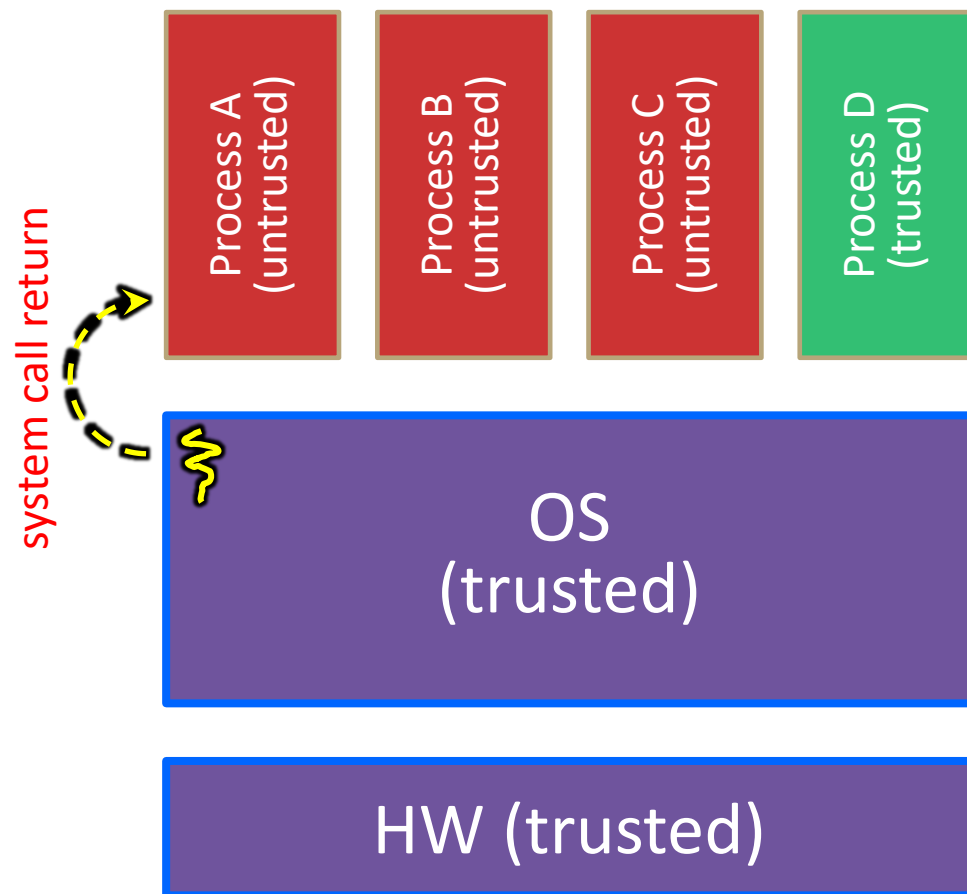 Process A
(untrusted)
Process B
(untrusted)
Process C
(untrusted)
Process D
(trusted)
system call return
OS
(trusted)
HW (trusted)